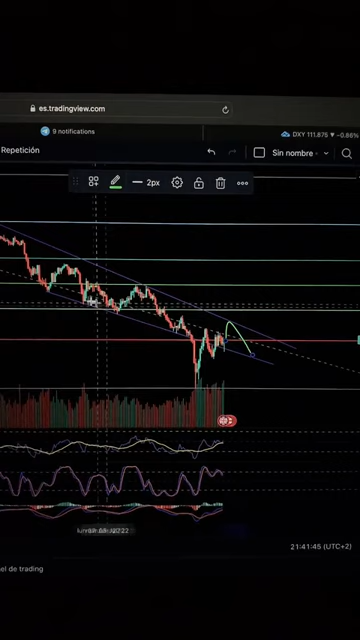 es.tradingview.com
9 notifications
DXY 111.875 ▼ −0.86%
Repetición
Sin nombre
2px
21:41:45 (UTC+2)
el de trading